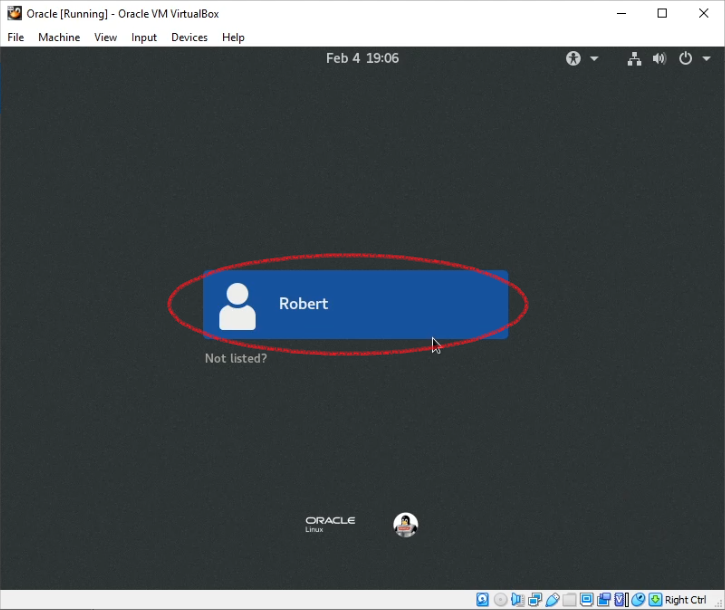 Oracle [Running] - Oracle VM VirtualBox
File Machine View Input Devices Help
Feb 4 19:06
Robert
Not listed?
ORACLE
Linux
Right Ctrl